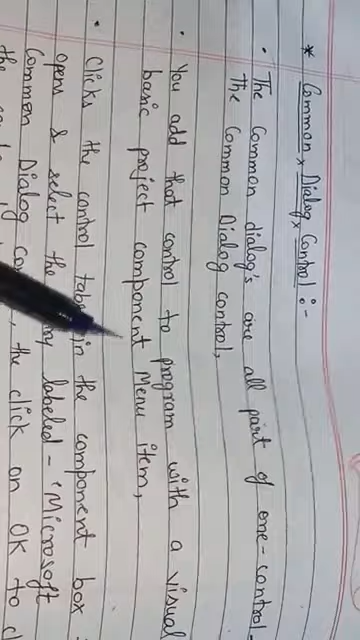 * Common Dialog Control :-
• The Common dialog's are all part of one-control-
The Common Dialog control,
• You add that control to program with a visual
basic project component Menu item,
• Clicks the control tab in the component box
opens & select the labeled - 'Microsoft
Common Dialog the click on OK to
the